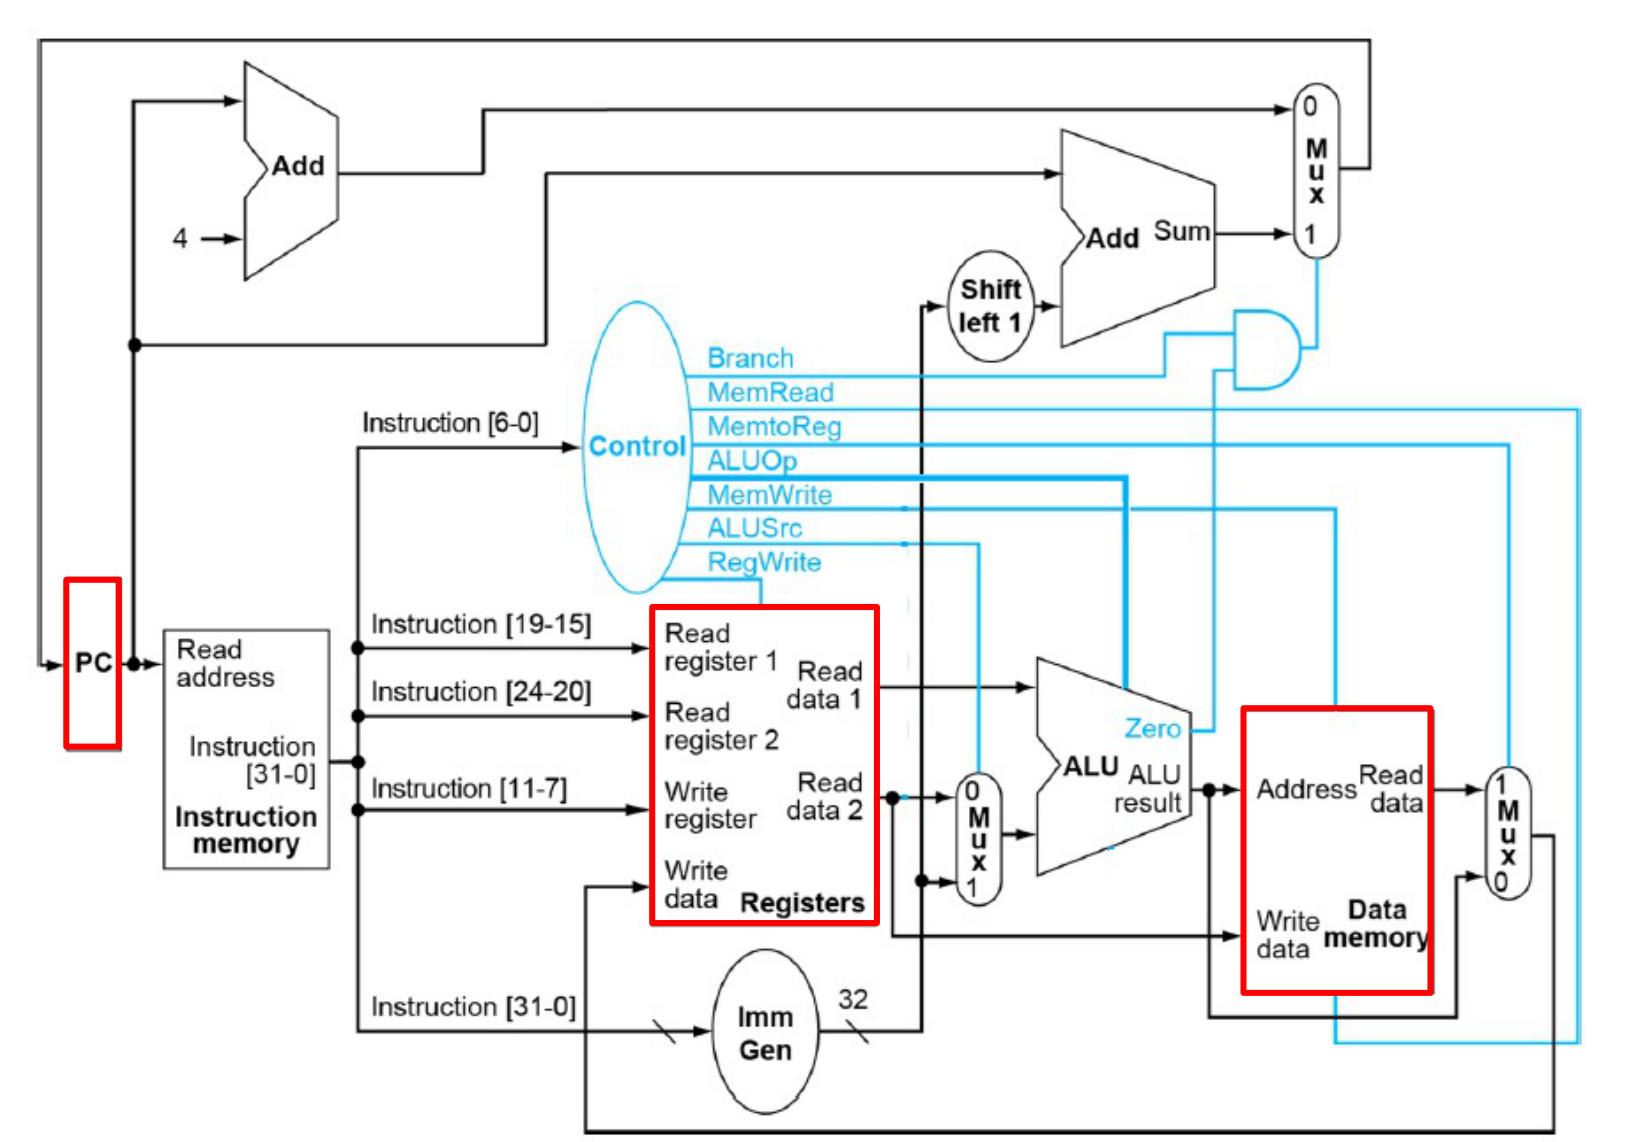 Add
4
0
Mux
1
Add Sum
Shift
left 1
Branch
MemRead
MemtoReg
ALUOp
MemWrite
ALUSrc
RegWrite
Control
Instruction [6-0]
PC
Read
address
Instruction
[31-0]
Instruction
memory
Instruction [19-15]
Instruction [24-20]
Instruction [11-7]
Instruction [31-0]
Read
register 1
Read
data 1
Read
register 2
Write
register
Read
data 2
Write
data
Registers
Imm
Gen
32
0
Mux
1
Zero
ALU
ALU
result
Address
Read
data
Write
data
Data
memory
1
Mux
0